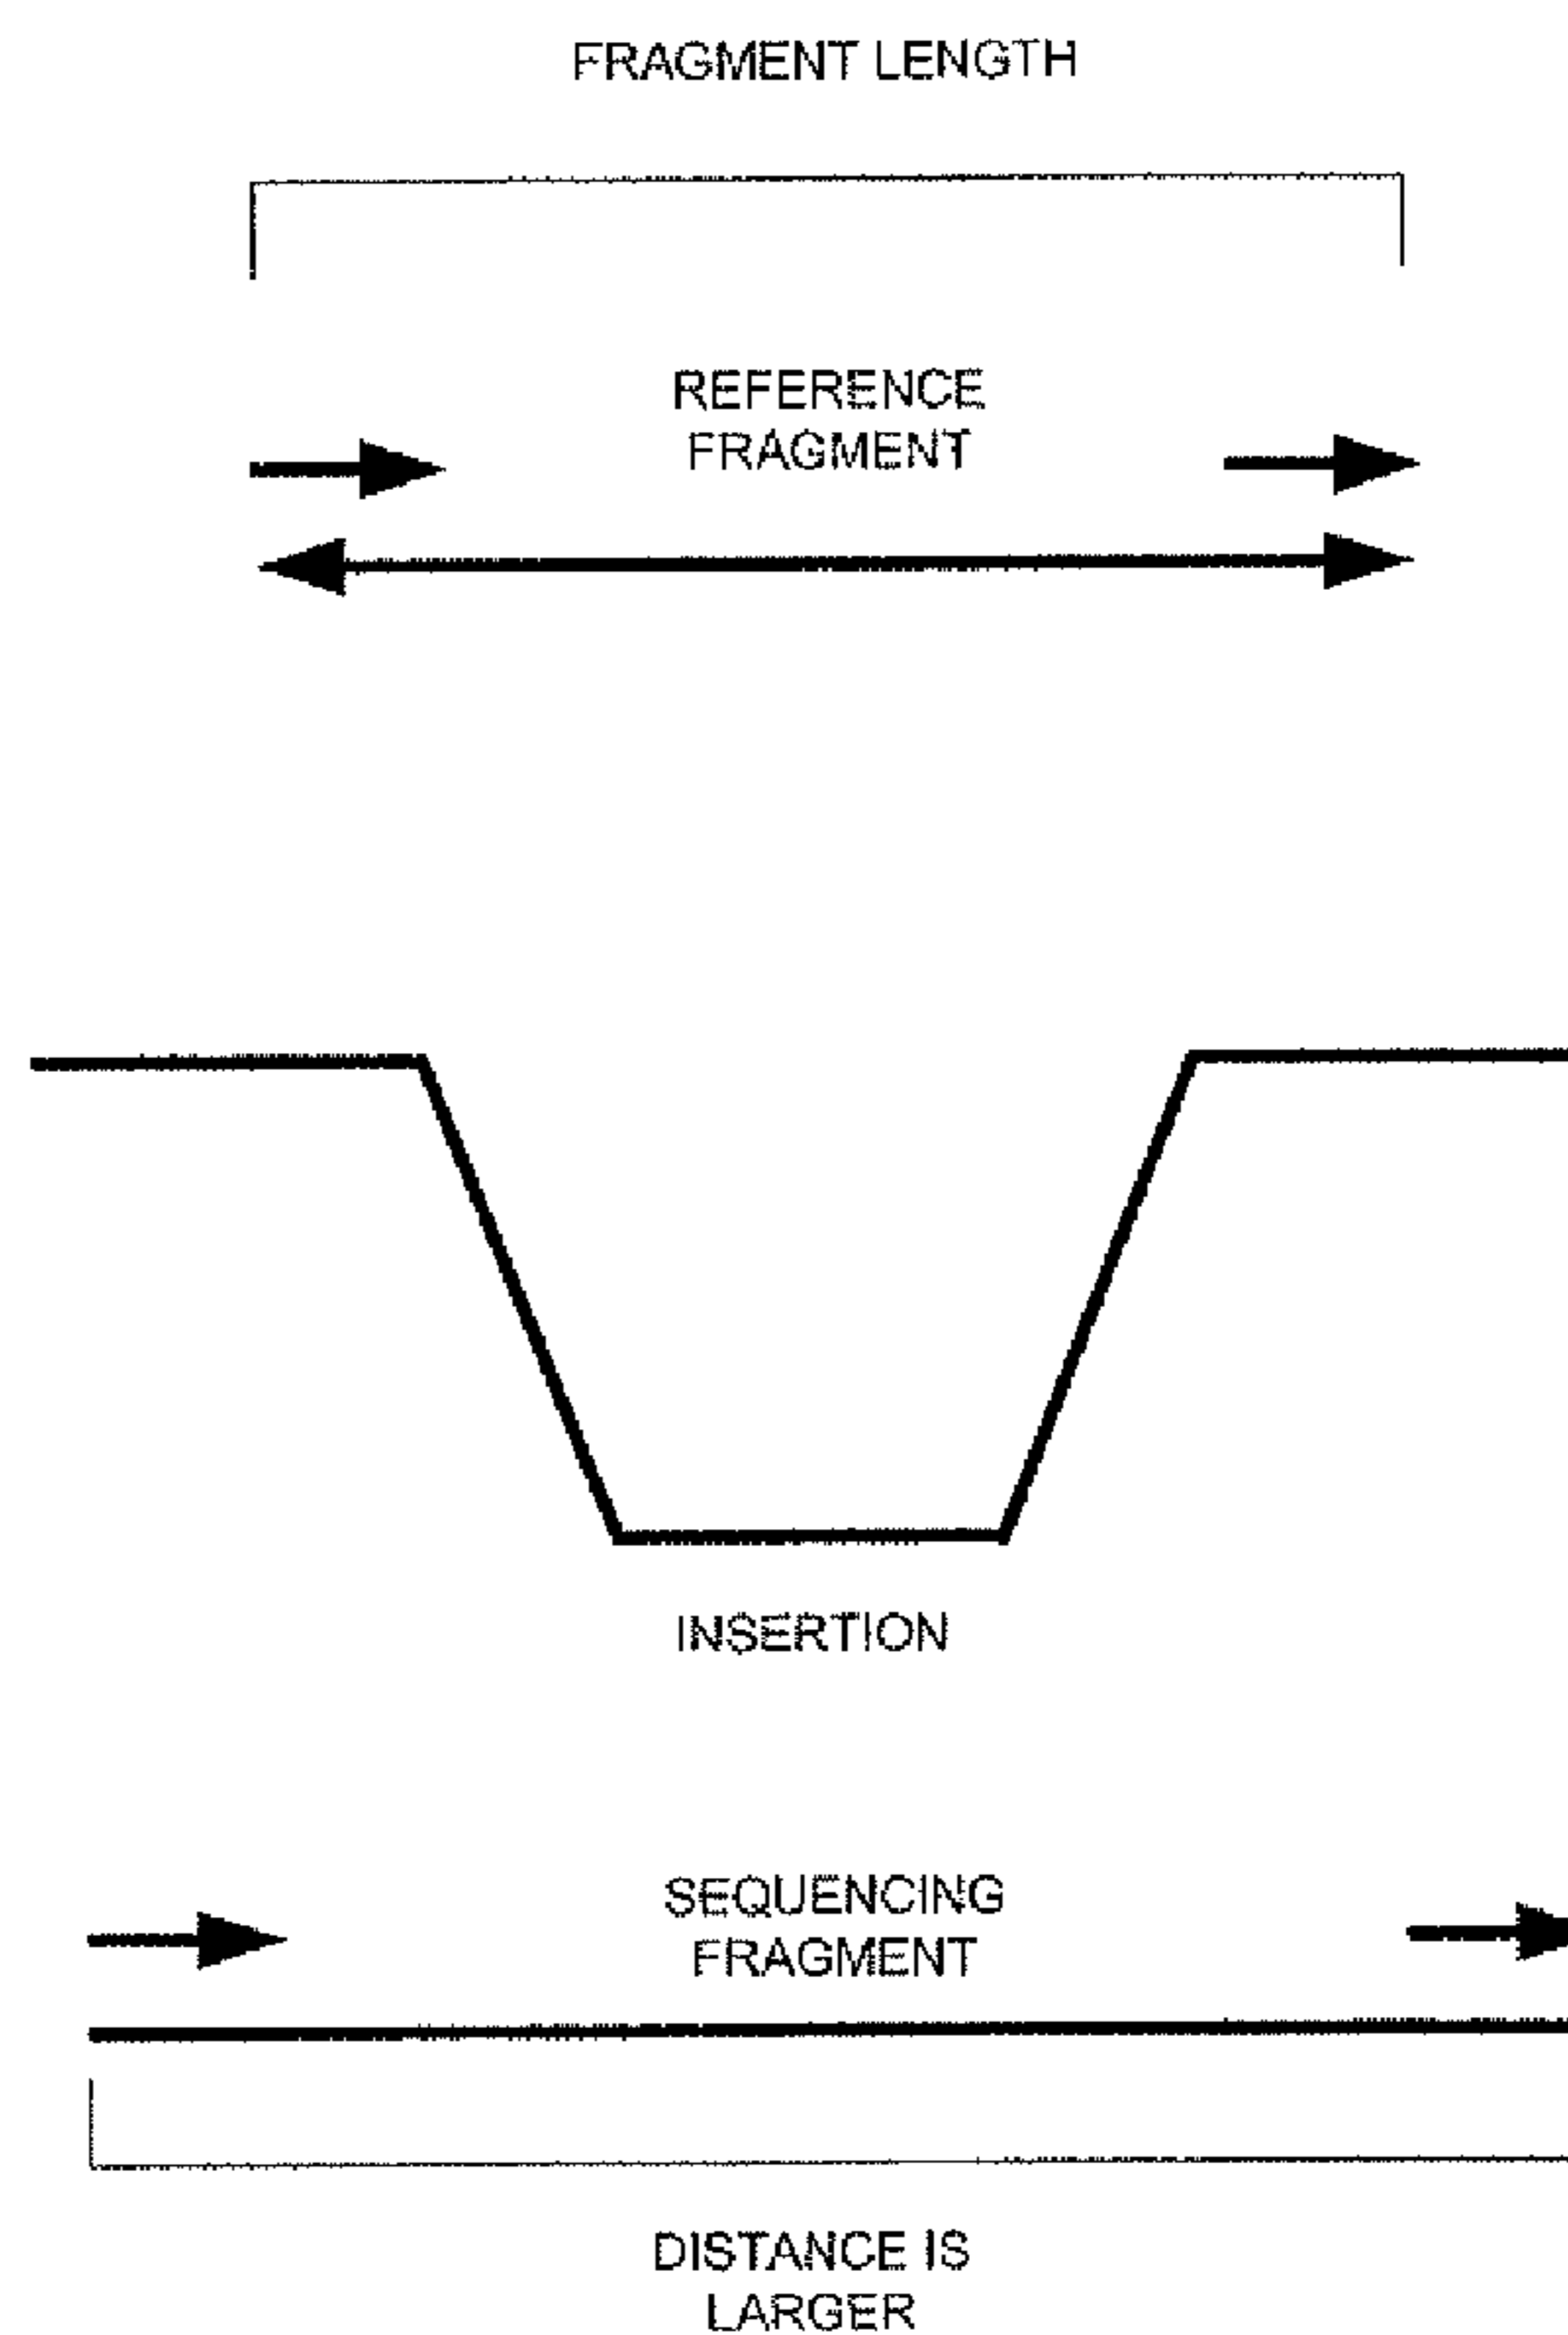 FRAGMENT LENGTH
REFERENCE
FRAGMENT
INSERTION
SEQUENCING
FRAGMENT
DISTANCE IS
LARGER